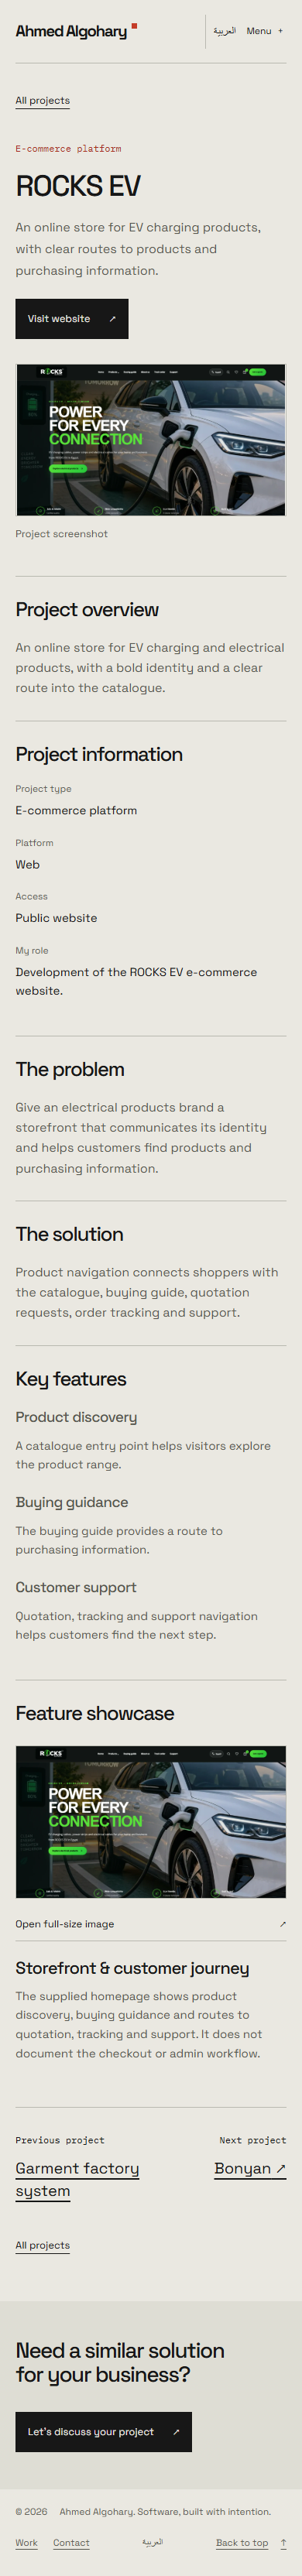 Ahmed Algohary
العربية
Menu +
All projects
E-commerce platform
ROCKS EV
An online store for EV charging products,
with clear routes to products and
purchasing information.
Visit website ↗
ROCKS
POWER
FOR EVERY
CONNECTION
Project screenshot
Project overview
An online store for EV charging and electrical
products, with a bold identity and a clear
route into the catalogue.
Project information
Project type
E-commerce platform
Platform
Web
Access
Public website
My role
Development of the ROCKS EV e-commerce
website.
The problem
Give an electrical products brand a
storefront that communicates its identity
and helps customers find products and
purchasing information.
The solution
Product navigation connects shoppers with
the catalogue, buying guide, quotation
requests, order tracking and support.
Key features
Product discovery
A catalogue entry point helps visitors explore
the product range.
Buying guidance
The buying guide provides a route to
purchasing information.
Customer support
Quotation, tracking and support navigation
helps customers find the next step.
Feature showcase
ROCKS
POWER
FOR EVERY
CONNECTION
Open full-size image ↗
Storefront & customer journey
The supplied homepage shows product
discovery, buying guidance and routes to
quotation, tracking and support. It does not
document the checkout or admin workflow.
Previous project
Garment factory
system
Next project
Bonyan ↗
All projects
Need a similar solution
for your business?
Let's discuss your project ↗
© 2026 Ahmed Algohary. Software, built with intention.
Work Contact العربية Back to top ↑